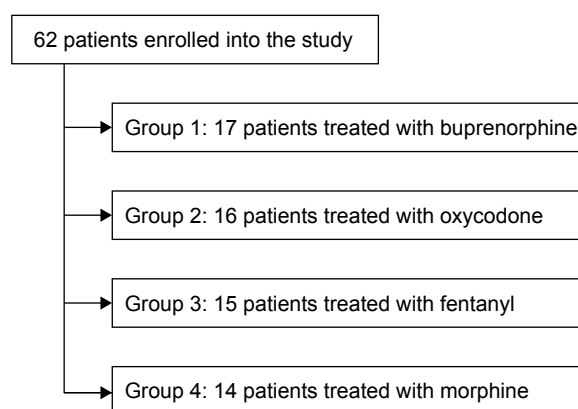 62 patients enrolled into the study
Group 1: 17 patients treated with buprenorphine
Group 2: 16 patients treated with oxycodone
Group 3: 15 patients treated with fentanyl
Group 4: 14 patients treated with morphine